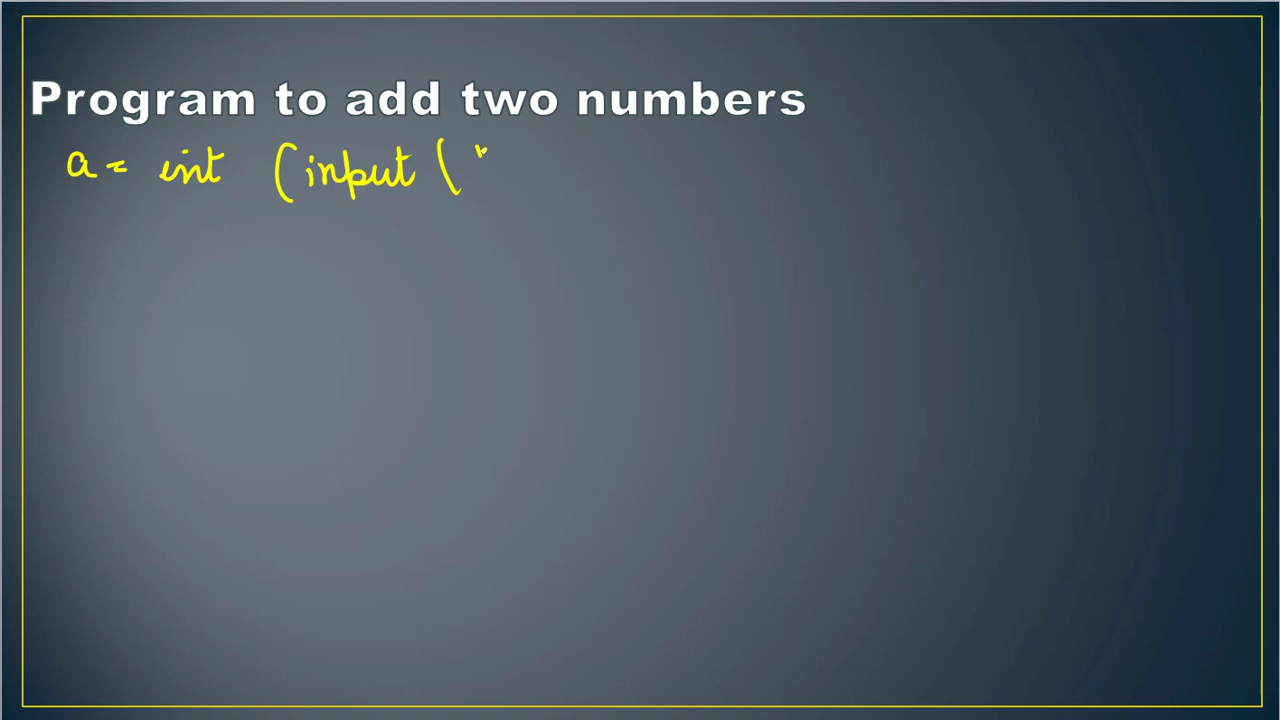 Program to add two numbers
a = int (input ( "